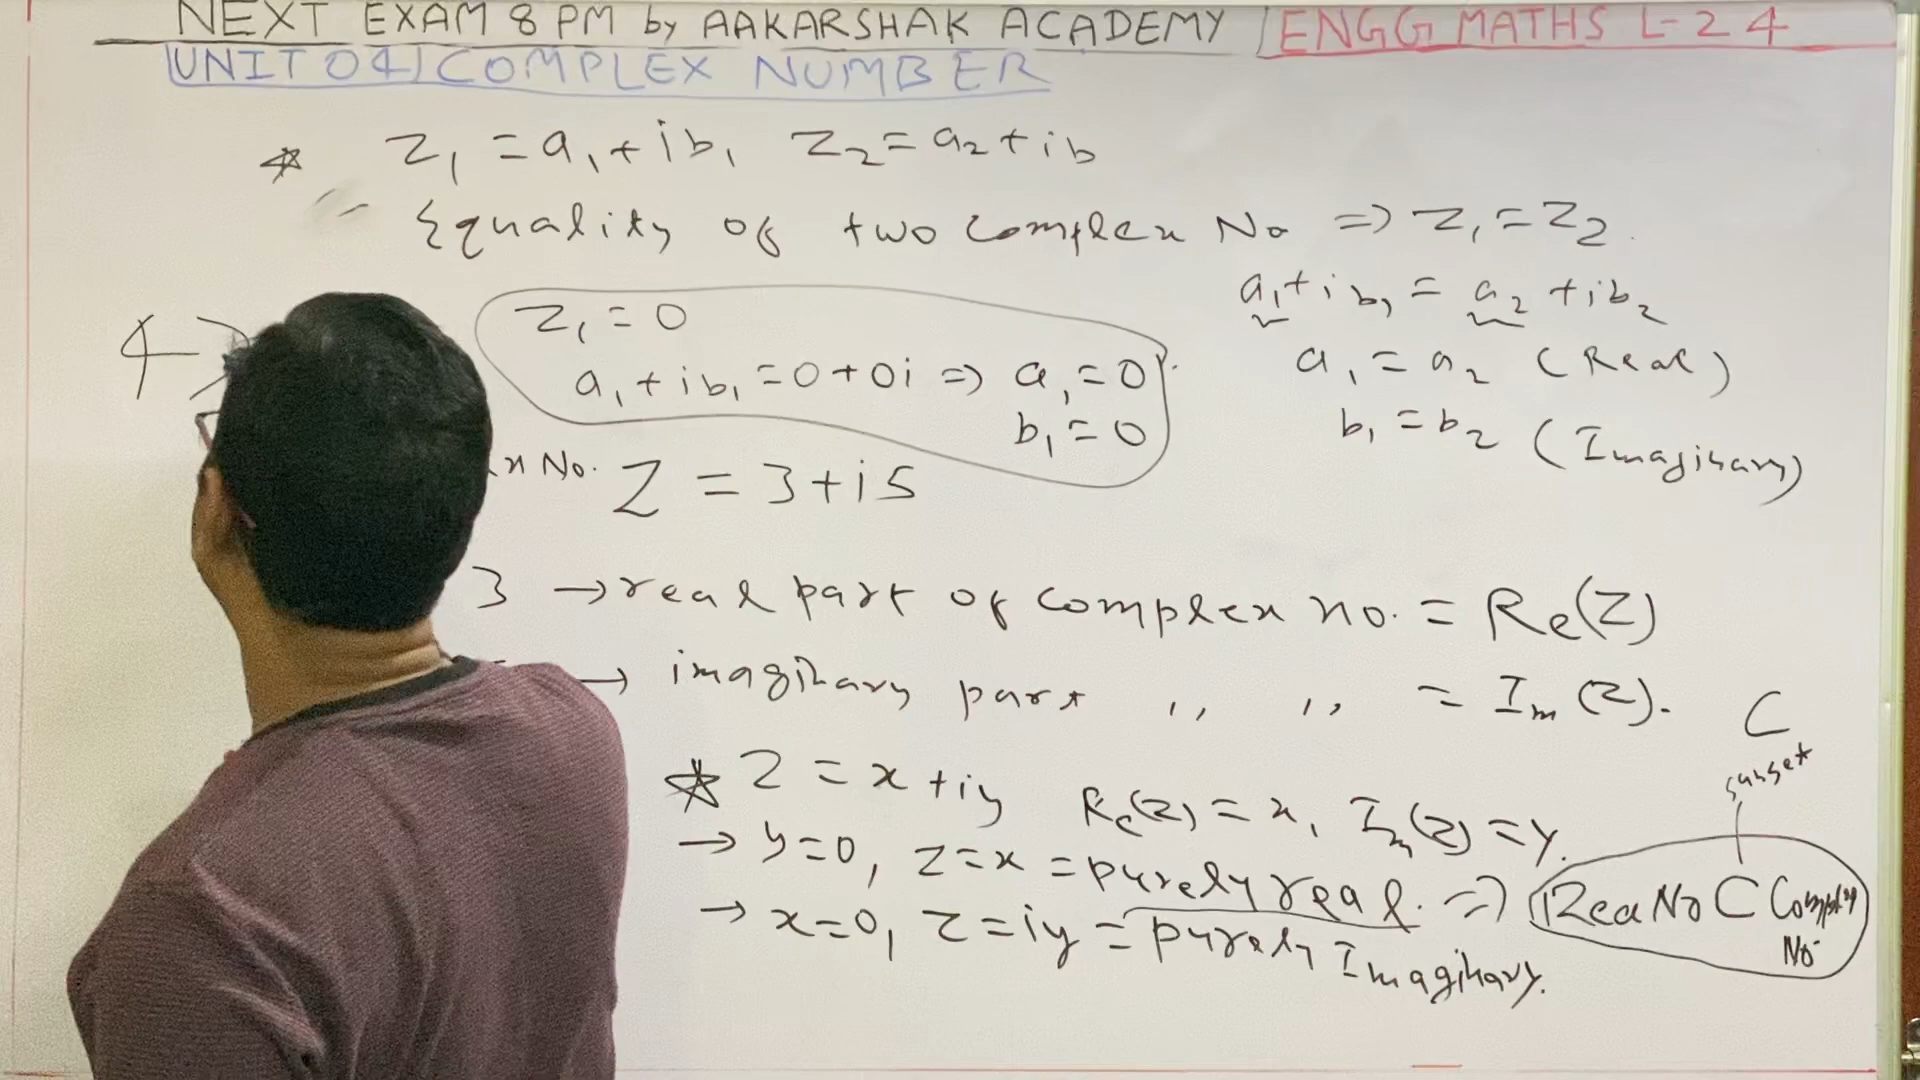 NEXT EXAM 8 PM by AAKARSHAK ACADEMY ENGG MATHS L-24
UNIT 04 COMPLEX NUMBER
* z₁ = a₁ + ib₁ z₂ = a₂ + ib
Equality of two complex No => z₁ = z₂
a₁ + ib₁ = a₂ + ib₂
a₁ = a₂ (Real)
b₁ = b₂ (Imaginary)
z₁ = 0
a₁ + ib₁ = 0 + 0i => a₁ = 0
b₁ = 0
x No. Z = 3 + i5
3 → real part of complex no. = Re(Z)
→ imaginary part ,, ,, = Im(Z).
* Z = x + iy Re(Z) = x, Im(Z) = y.
→ y = 0, z = x = purely real. =>
→ x = 0, z = iy = purely Imaginary.
C
subset
Rea No C Complex
No